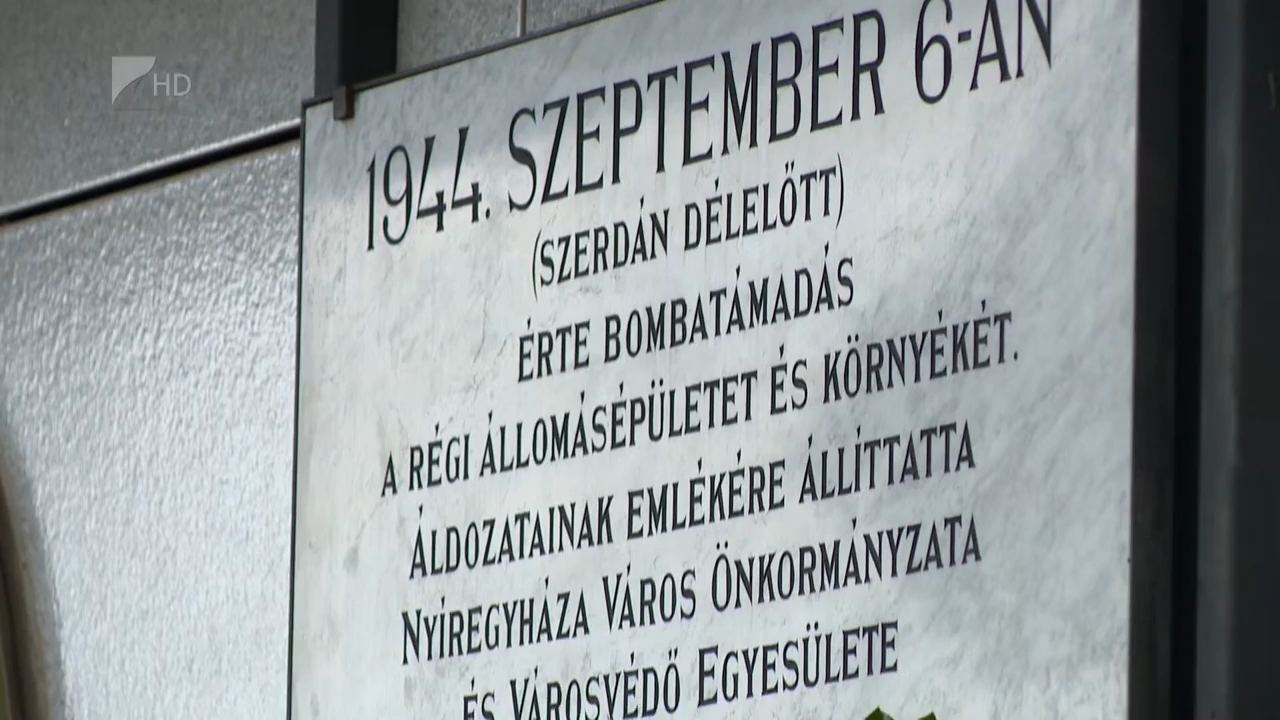 HD
1944. SZEPTEMBER 6-ÁN
(SZERDÁN DÉLELŐTT)
ÉRTE BOMBATÁMADÁS
A RÉGI ÁLLOMÁSÉPÜLETET ÉS KÖRNYÉKÉT.
ÁLDOZATAINAK EMLÉKÉRE ÁLLÍTTATTA
NYÍREGYHÁZA VÁROS ÖNKORMÁNYZATA
ÉS VÁROSVÉDŐ EGYESÜLETE